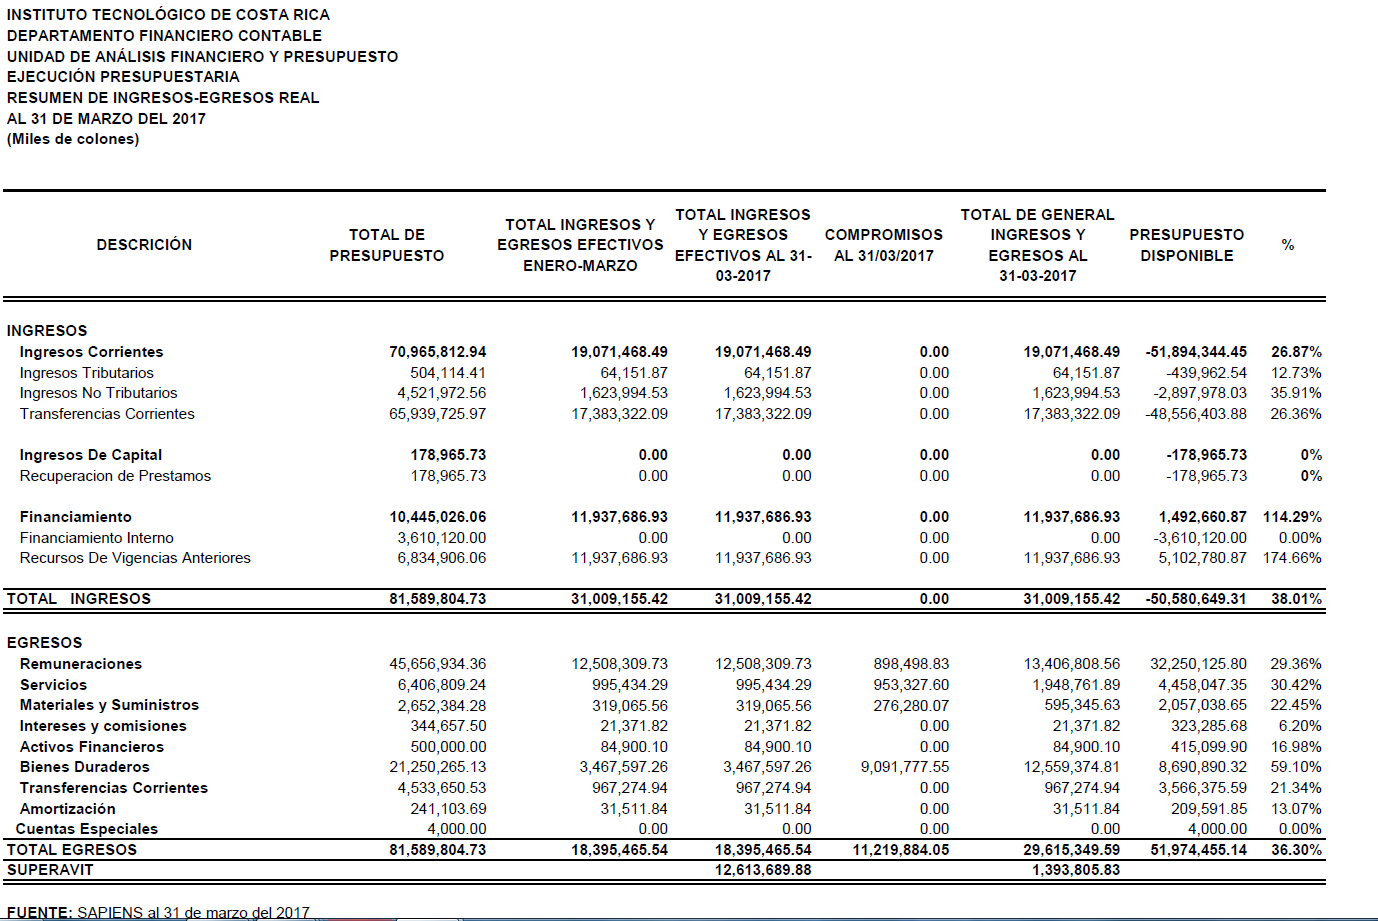 INSTITUTO TECNOLÓGICO DE COSTA RICA
DEPARTAMENTO FINANCIERO CONTABLE
UNIDAD DE ANÁLISIS FINANCIERO Y PRESUPUESTO
EJECUCIÓN PRESUPUESTARIA
RESUMEN DE INGRESOS-EGRESOS REAL
AL 31 DE MARZO DEL 2017
(Miles de colones)
DESCRICIÓN TOTAL DE PRESUPUESTO TOTAL INGRESOS Y EGRESOS EFECTIVOS ENERO-MARZO TOTAL INGRESOS Y EGRESOS EFECTIVOS AL 31-03-2017 COMPROMISOS AL 31/03/2017 TOTAL DE GENERAL INGRESOS Y EGRESOS AL 31-03-2017 PRESUPUESTO DISPONIBLE %
INGRESOS
Ingresos Corrientes 70,965,812.94 19,071,468.49 19,071,468.49 0.00 19,071,468.49 -51,894,344.45 26.87%
Ingresos Tributarios 504,114.41 64,151.87 64,151.87 0.00 64,151.87 -439,962.54 12.73%
Ingresos No Tributarios 4,521,972.56 1,623,994.53 1,623,994.53 0.00 1,623,994.53 -2,897,978.03 35.91%
Transferencias Corrientes 65,939,725.97 17,383,322.09 17,383,322.09 0.00 17,383,322.09 -48,556,403.88 26.36%
Ingresos De Capital 178,965.73 0.00 0.00 0.00 0.00 -178,965.73 0%
Recuperacion de Prestamos 178,965.73 0.00 0.00 0.00 0.00 -178,965.73 0%
Financiamiento 10,445,026.06 11,937,686.93 11,937,686.93 0.00 11,937,686.93 1,492,660.87 114.29%
Financiamiento Interno 3,610,120.00 0.00 0.00 0.00 0.00 -3,610,120.00 0.00%
Recursos De Vigencias Anteriores 6,834,906.06 11,937,686.93 11,937,686.93 0.00 11,937,686.93 5,102,780.87 174.66%
TOTAL INGRESOS 81,589,804.73 31,009,155.42 31,009,155.42 0.00 31,009,155.42 -50,580,649.31 38.01%
EGRESOS
Remuneraciones 45,656,934.36 12,508,309.73 12,508,309.73 898,498.83 13,406,808.56 32,250,125.80 29.36%
Servicios 6,406,809.24 995,434.29 995,434.29 953,327.60 1,948,761.89 4,458,047.35 30.42%
Materiales y Suministros 2,652,384.28 319,065.56 319,065.56 276,280.07 595,345.63 2,057,038.65 22.45%
Intereses y comisiones 344,657.50 21,371.82 21,371.82 0.00 21,371.82 323,285.68 6.20%
Activos Financieros 500,000.00 84,900.10 84,900.10 0.00 84,900.10 415,099.90 16.98%
Bienes Duraderos 21,250,265.13 3,467,597.26 3,467,597.26 9,091,777.55 12,559,374.81 8,690,890.32 59.10%
Transferencias Corrientes 4,533,650.53 967,274.94 967,274.94 0.00 967,274.94 3,566,375.59 21.34%
Amortización 241,103.69 31,511.84 31,511.84 0.00 31,511.84 209,591.85 13.07%
Cuentas Especiales 4,000.00 0.00 0.00 0.00 0.00 4,000.00 0.00%
TOTAL EGRESOS 81,589,804.73 18,395,465.54 18,395,465.54 11,219,884.05 29,615,349.59 51,974,455.14 36.30%
SUPERAVIT 12,613,689.88 1,393,805.83
FUENTE: SAPIENS al 31 de marzo del 2017